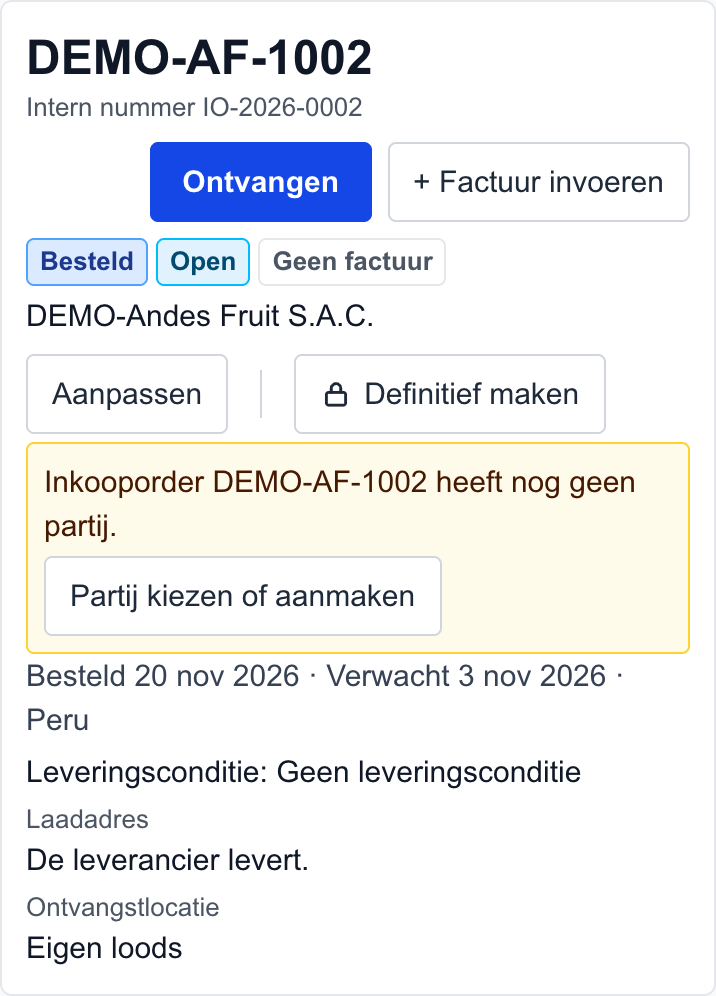 DEMO-AF-1002
Intern nummer IO-2026-0002
Ontvangen
+ Factuur invoeren
Besteld
Open
Geen factuur
DEMO-Andes Fruit S.A.C.
Aanpassen
Definitief maken
Inkooporder DEMO-AF-1002 heeft nog geen
partij.
Partij kiezen of aanmaken
Besteld 20 nov 2026 · Verwacht 3 nov 2026 ·
Peru
Leveringsconditie: Geen leveringsconditie
Laadadres
De leverancier levert.
Ontvangstlocatie
Eigen loods